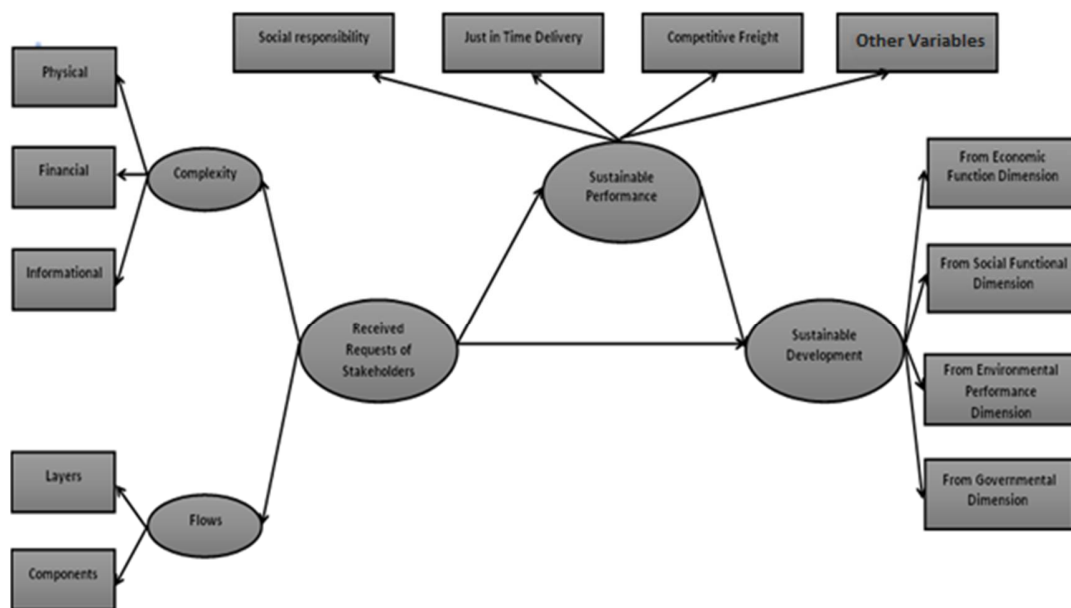 Social responsibility
Just in Time Delivery
Competitive Freight
Other Variables
Physical
Financial
Informational
Complexity
Sustainable
Performance
From Economic
Function Dimension
From Social Functional
Dimension
From Environmental
Performance
Dimension
From Governmental
Dimension
Received
Requests of
Stakeholders
Sustainable
Development
Layers
Components
Flows